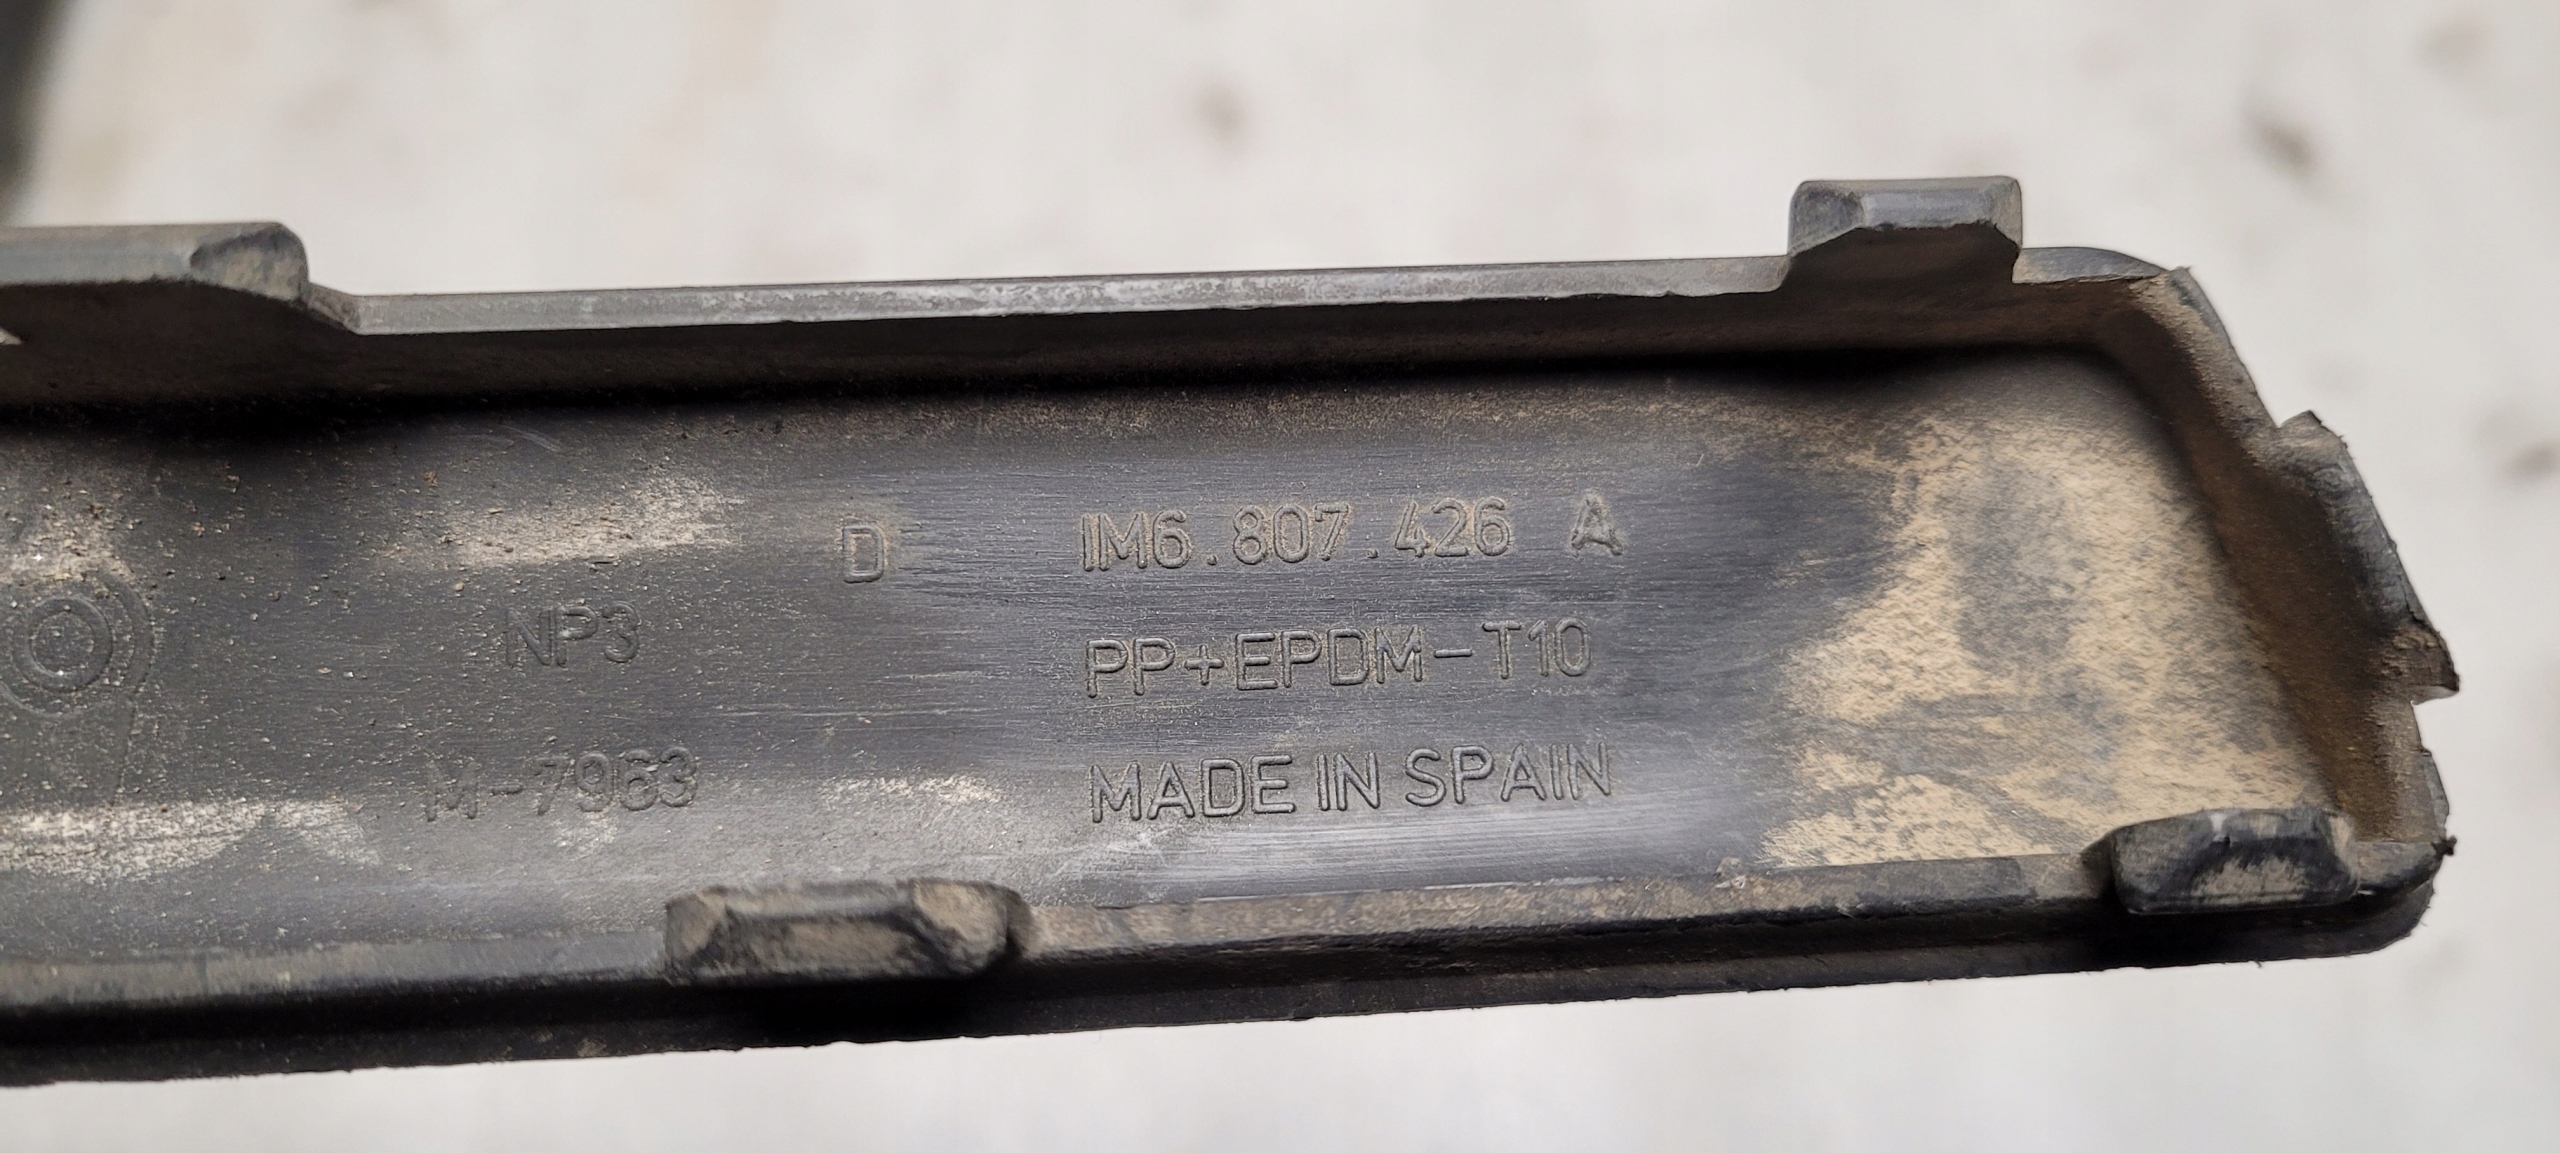 D 1M6.807.426 A
NP3
PP+EPDM-T10
M-7963
MADE IN SPAIN